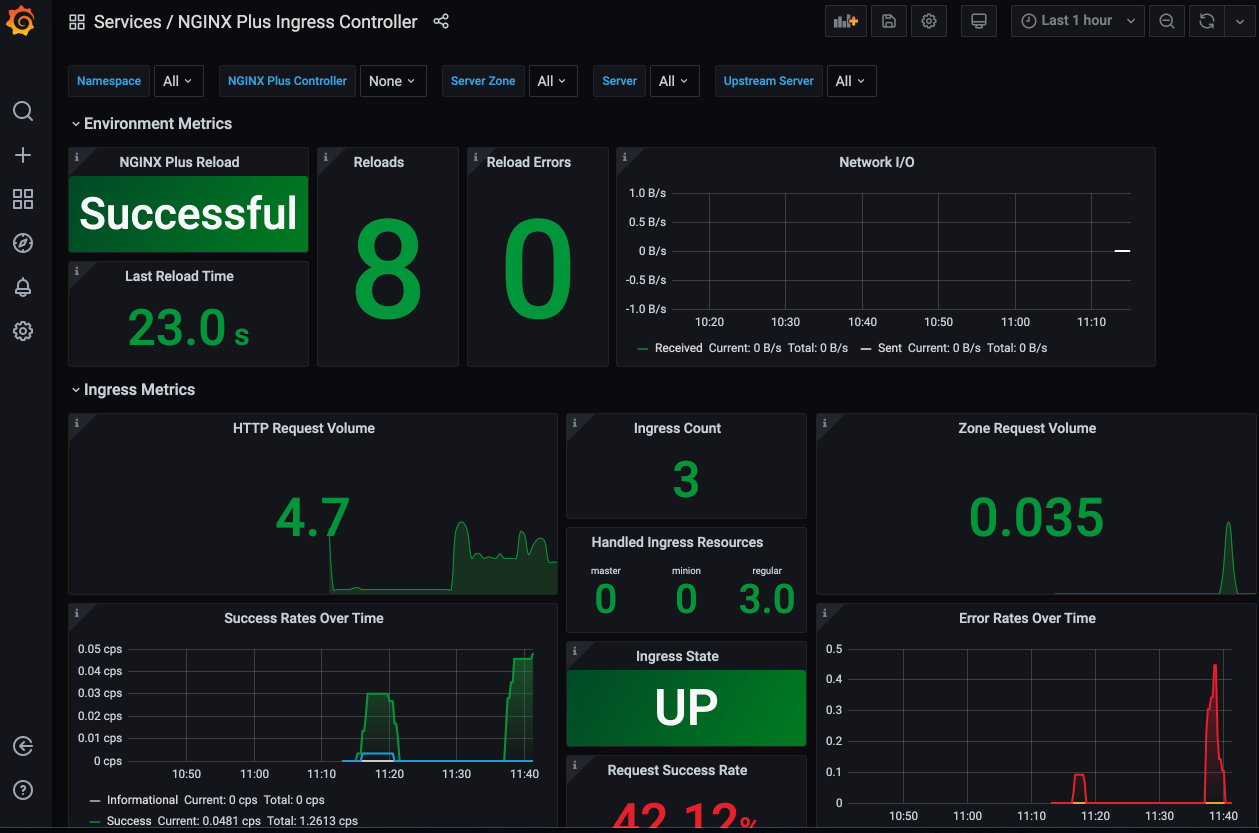 Services / NGINX Plus Ingress Controller
Last 1 hour
Namespace All NGINX Plus Controller None Server Zone All Server All Upstream Server All
Environment Metrics
NGINX Plus Reload
Successful
Last Reload Time
23.0 s
Reloads
8
Reload Errors
0
Network I/O
1.0 B/s
0.5 B/s
0 B/s
-0.5 B/s
-1.0 B/s
10:20 10:30 10:40 10:50 11:00 11:10
Received Current: 0 B/s Total: 0 B/s Sent Current: 0 B/s Total: 0 B/s
Ingress Metrics
HTTP Request Volume
4.7
Ingress Count
3
Handled Ingress Resources
master minion regular
0 0 3.0
Zone Request Volume
0.035
Success Rates Over Time
0.05 cps
0.04 cps
0.03 cps
0.02 cps
0.01 cps
0 cps
10:50 11:00 11:10 11:20 11:30 11:40
Informational Current: 0 cps Total: 0 cps
Success Current: 0.0481 cps Total: 1.2613 cps
Ingress State
UP
Request Success Rate
42.12%
Error Rates Over Time
0.5
0.4
0.3
0.2
0.1
0
10:50 11:00 11:10 11:20 11:30 11:40